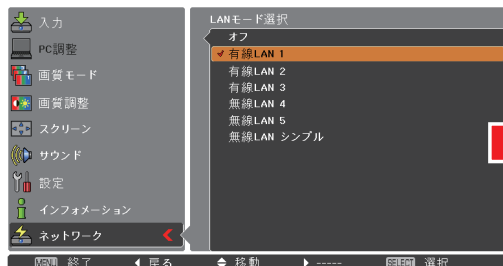 入力
PC調整
画質モード
画質調整
スクリーン
サウンド
設定
インフォメーション
ネットワーク
LANモード選択
オフ
有線LAN 1
有線LAN 2
有線LAN 3
無線LAN 4
無線LAN 5
無線LAN シンプル
MENU 終了 戻る 移動 ----- SELECT 選択